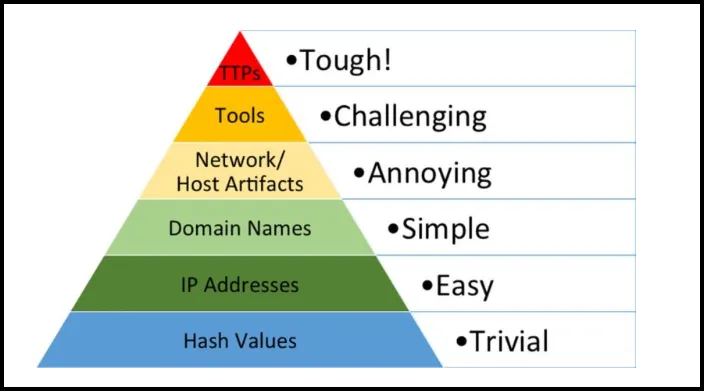 TTPs
•Tough!
Tools
•Challenging
Network/
Host Artifacts
•Annoying
Domain Names
•Simple
IP Addresses
•Easy
Hash Values
•Trivial